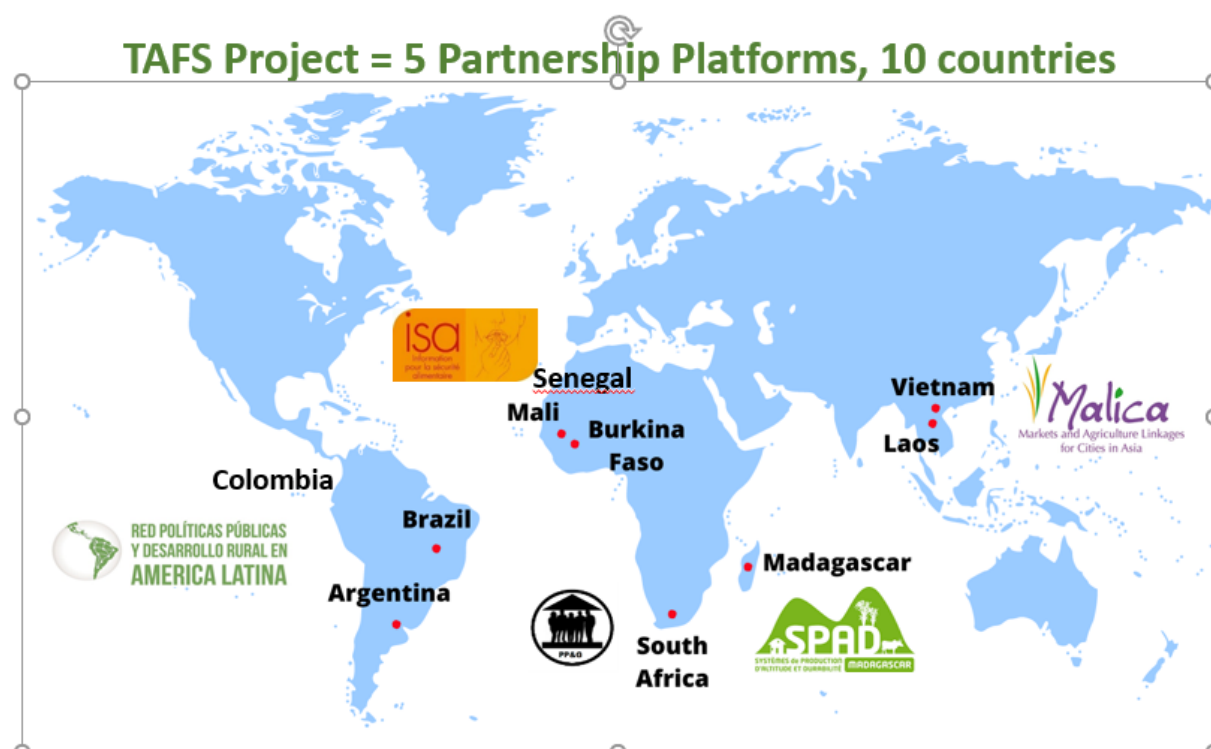 TAFS Project = 5 Partnership Platforms, 10 countries
isa
information
pour la sécurité
alimentaire
Senegal
Mali
Burkina
Faso
Vietnam
Laos
Malica
Markets and Agriculture Linkages
for Cities in Asia
Colombia
Brazil
Argentina
RED POLÍTICAS PÚBLICAS
Y DESARROLLO RURAL EN
AMERICA LATINA
PP&G
South
Africa
Madagascar
SPAD
SYSTÈMES de PRODUCTION
D'ALTITUDE ET DURABILITÉ
MADAGASCAR